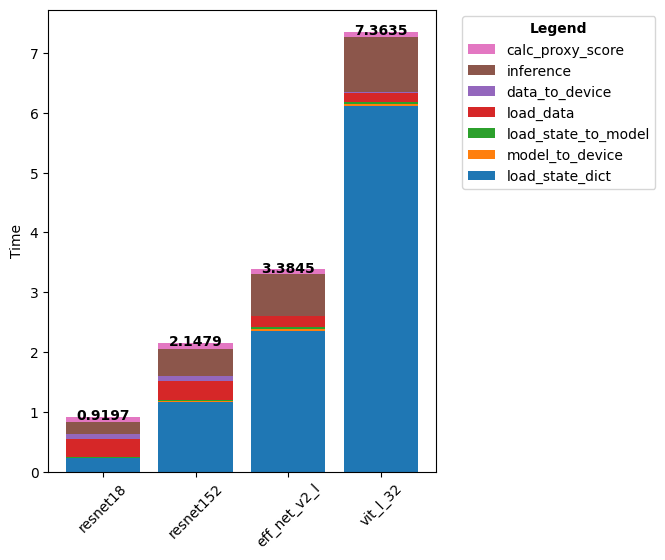 Time
7
6
5
4
3
2
1
0
0.9197
2.1479
3.3845
7.3635
resnet18
resnet152
eff_net_v2_l
vit_l_32
Legend
calc_proxy_score
inference
data_to_device
load_data
load_state_to_model
model_to_device
load_state_dict